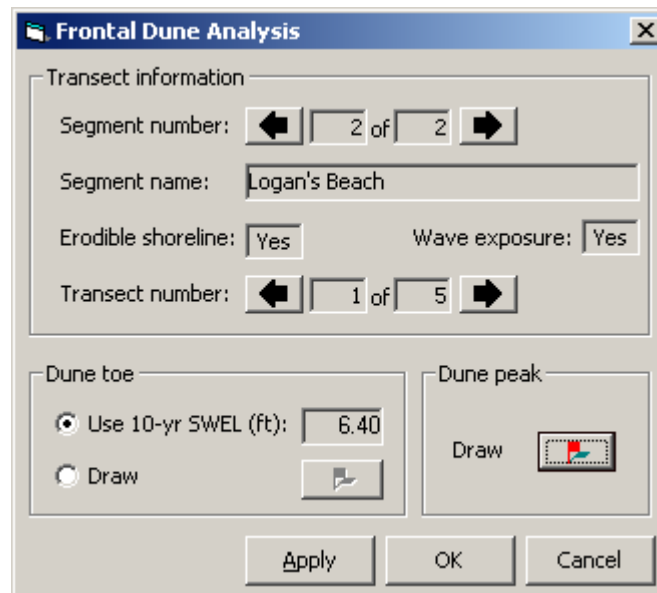 Frontal Dune Analysis
Transect information
Segment number: 2 of 2
Segment name: Logan's Beach
Erodible shoreline: Yes Wave exposure: Yes
Transect number: 1 of 5
Dune toe Dune peak
Use 10-yr SWEL (ft): 6.40
Draw
Draw
Apply OK Cancel